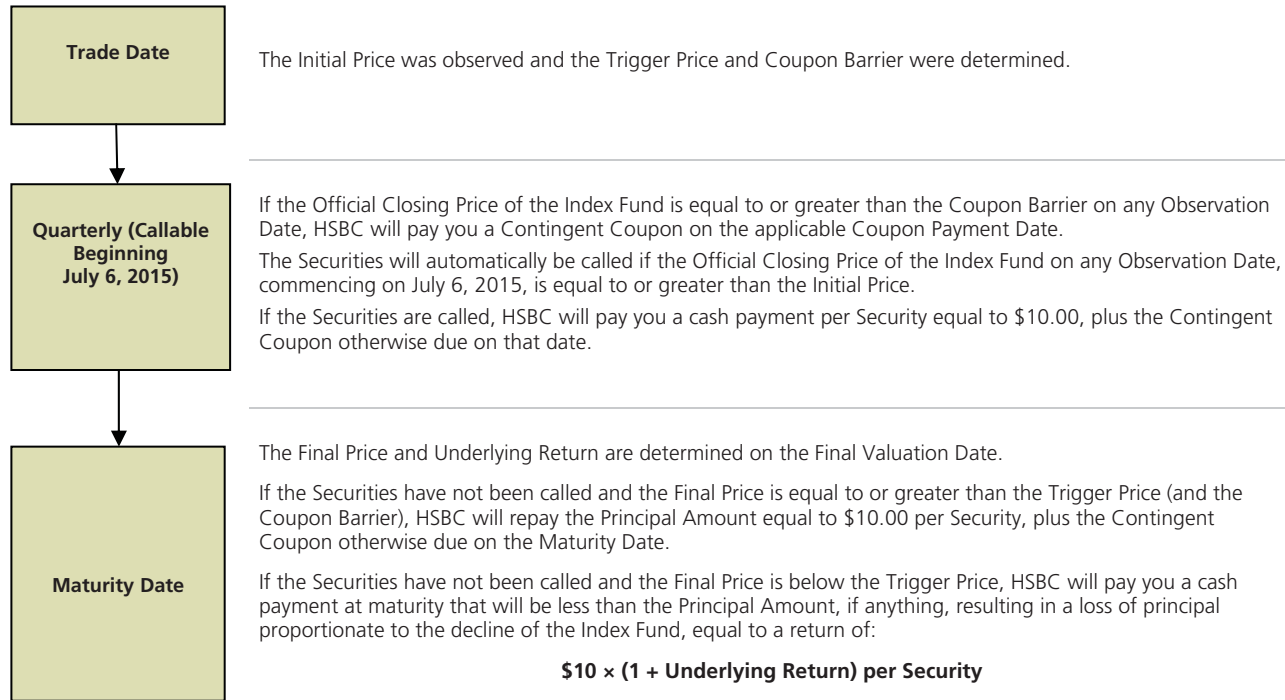 Trade Date
The Initial Price was observed and the Trigger Price and Coupon Barrier were determined.
Quarterly (Callable
Beginning
July 6, 2015)
If the Official Closing Price of the Index Fund is equal to or greater than the Coupon Barrier on any Observation
Date, HSBC will pay you a Contingent Coupon on the applicable Coupon Payment Date.
The Securities will automatically be called if the Official Closing Price of the Index Fund on any Observation Date,
commencing on July 6, 2015, is equal to or greater than the Initial Price.
If the Securities are called, HSBC will pay you a cash payment per Security equal to $10.00, plus the Contingent
Coupon otherwise due on that date.
Maturity Date
The Final Price and Underlying Return are determined on the Final Valuation Date.
If the Securities have not been called and the Final Price is equal to or greater than the Trigger Price (and the
Coupon Barrier), HSBC will repay the Principal Amount equal to $10.00 per Security, plus the Contingent
Coupon otherwise due on the Maturity Date.
If the Securities have not been called and the Final Price is below the Trigger Price, HSBC will pay you a cash
payment at maturity that will be less than the Principal Amount, if anything, resulting in a loss of principal
proportionate to the decline of the Index Fund, equal to a return of:
$10 × (1 + Underlying Return) per Security